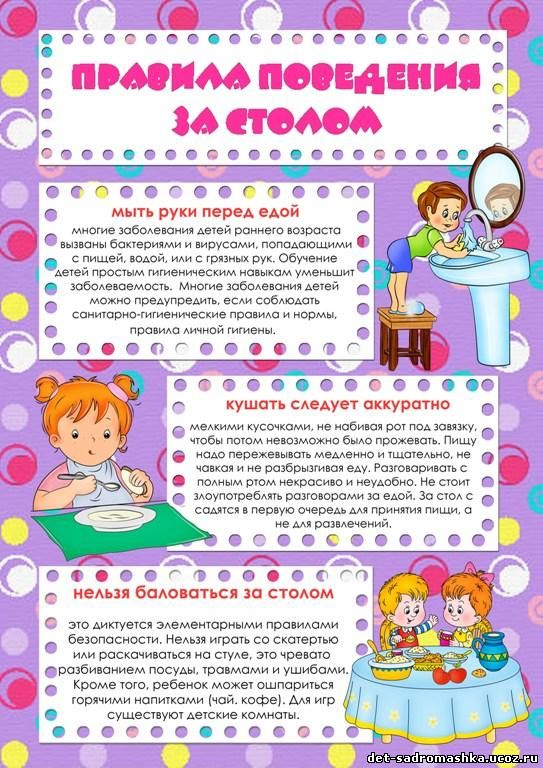 ПРАВИЛА ПОВЕДЕНИЯ
ЗА СТОЛОМ
мыть руки перед едой
многие заболевания детей раннего возраста
вызваны бактериями и вирусами, попадающими
с пищей, водой, или с грязных рук. Обучение
детей простым гигиеническим навыкам уменьшит
заболеваемость. Многие заболевания детей
можно предупредить, если соблюдать
санитарно-гигиенические правила и нормы,
правила личной гигиены.
кушать следует аккуратно
мелкими кусочками, не набивая рот под завязку,
чтобы потом невозможно было прожевать. Пищу
надо пережевывать медленно и тщательно, не
чавкая и не разбрызгивая еду. Разговаривать с
полным ртом некрасиво и неудобно. Не стоит
злоупотреблять разговорами за едой. За стол с
садятся в первую очередь для принятия пищи, а
не для развлечений.
нельзя баловаться за столом
это диктуется элементарными правилами
безопасности. Нельзя играть со скатертью
или раскачиваться на стуле, это чревато
разбиванием посуды, травмами и ушибами.
Кроме того, ребенок может ошпариться
горячими напитками (чай. кофе). Для игр
существуют детские комнаты.
det-sadromashka.ucoz.ru